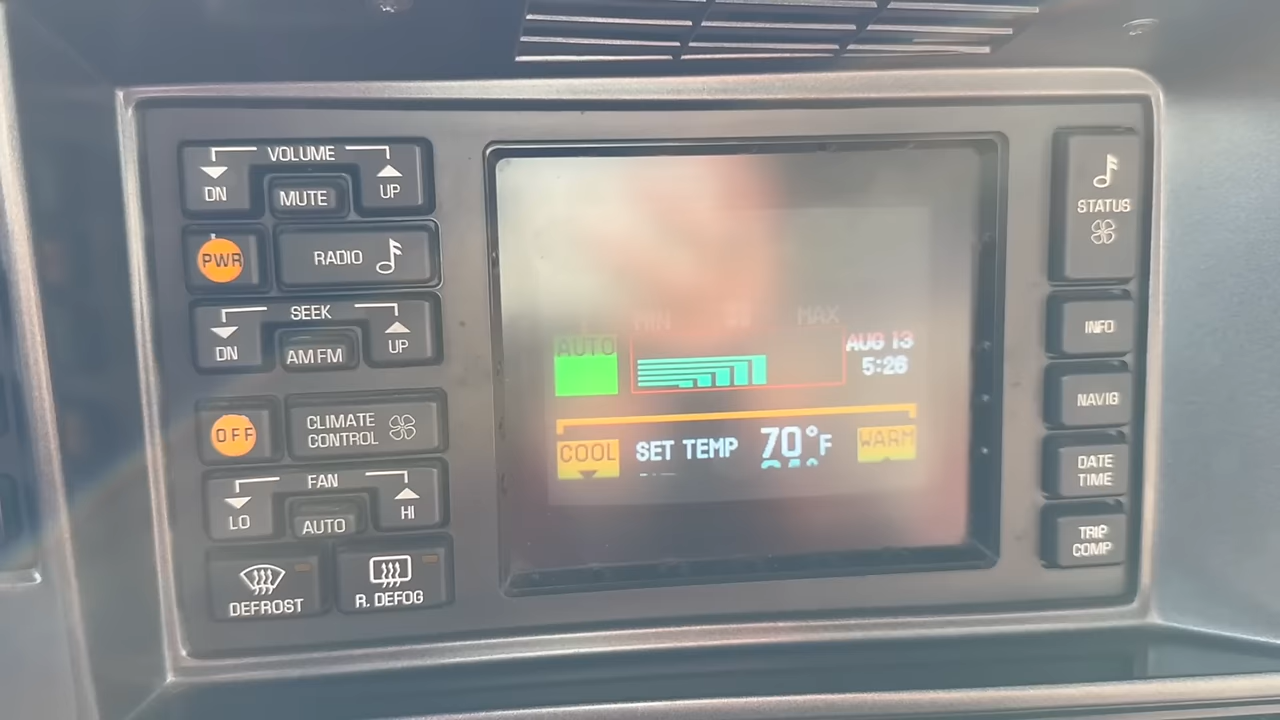 VOLUME
DN
MUTE
UP
PWR
RADIO
SEEK
DN
AM FM
UP
OFF
CLIMATE
CONTROL
FAN
LO
AUTO
HI
DEFROST
R. DEFOG
MIN
MAX
AUTO
AUG 13
5:26
COOL
SET TEMP 70°F
WARM
STATUS
INFO
NAVIG
DATE
TIME
TRIP
COMP